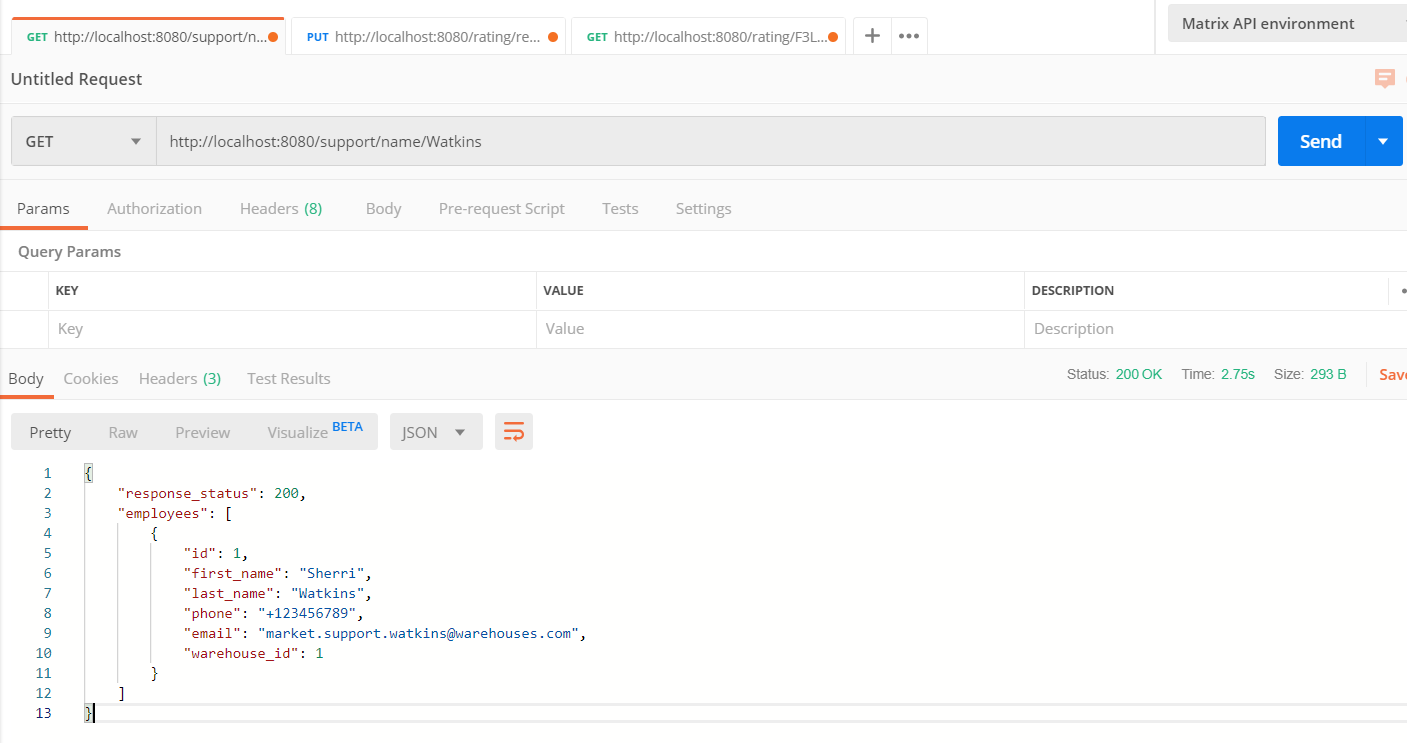 GET http://localhost:8080/support/n... PUT http://localhost:8080/rating/re... GET http://localhost:8080/rating/F3L... + ••• Matrix API environment
Untitled Request
GET http://localhost:8080/support/name/Watkins Send
Params Authorization Headers (8) Body Pre-request Script Tests Settings
Query Params
KEY VALUE DESCRIPTION
Key Value Description
Body Cookies Headers (3) Test Results Status: 200 OK Time: 2.75s Size: 293 B Save
Pretty Raw Preview Visualize BETA JSON
1 {
2 "response_status": 200,
3 "employees": [
4 {
5 "id": 1,
6 "first_name": "Sherri",
7 "last_name": "Watkins",
8 "phone": "+123456789",
9 "email": "market.support.watkins@warehouses.com",
10 "warehouse_id": 1
11 }
12 ]
13 }